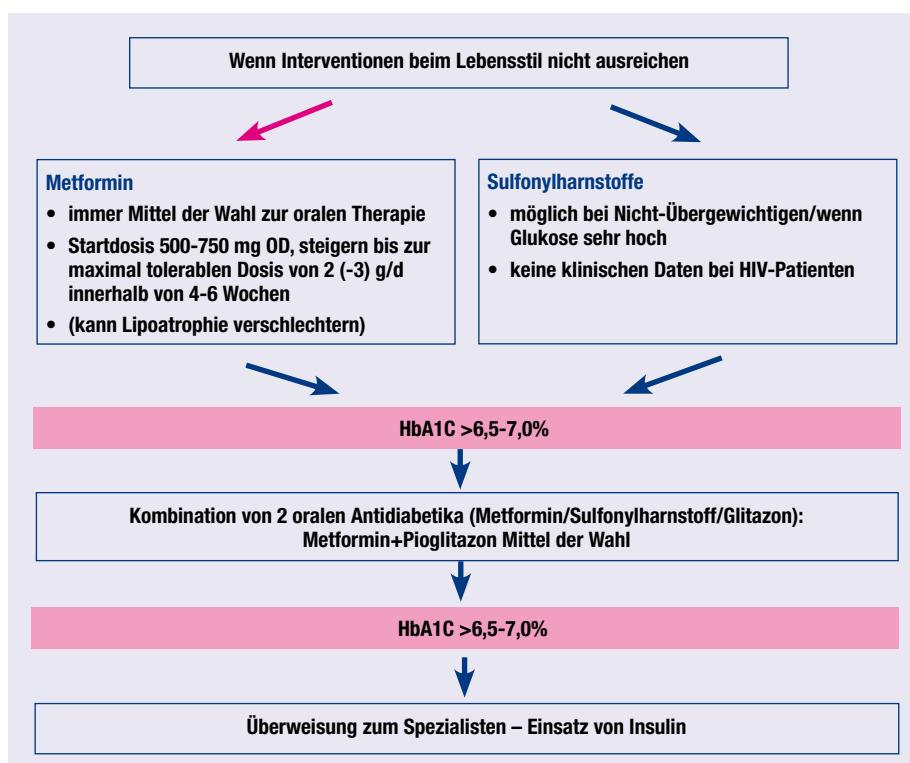 Wenn Interventionen beim Lebensstil nicht ausreichen
Metformin
• immer Mittel der Wahl zur oralen Therapie
• Startdosis 500-750 mg OD, steigern bis zur
maximal tolerablen Dosis von 2 (-3) g/d
innerhalb von 4-6 Wochen
• (kann Lipoatrophie verschlechtern)
Sulfonylharnstoffe
• möglich bei Nicht-Übergewichtigen/wenn
Glukose sehr hoch
• keine klinischen Daten bei HIV-Patienten
HbA1C >6,5-7,0%
Kombination von 2 oralen Antidiabetika (Metformin/Sulfonylharnstoff/Glitazon):
Metformin+Pioglitazon Mittel der Wahl
HbA1C >6,5-7,0%
Überweisung zum Spezialisten – Einsatz von Insulin